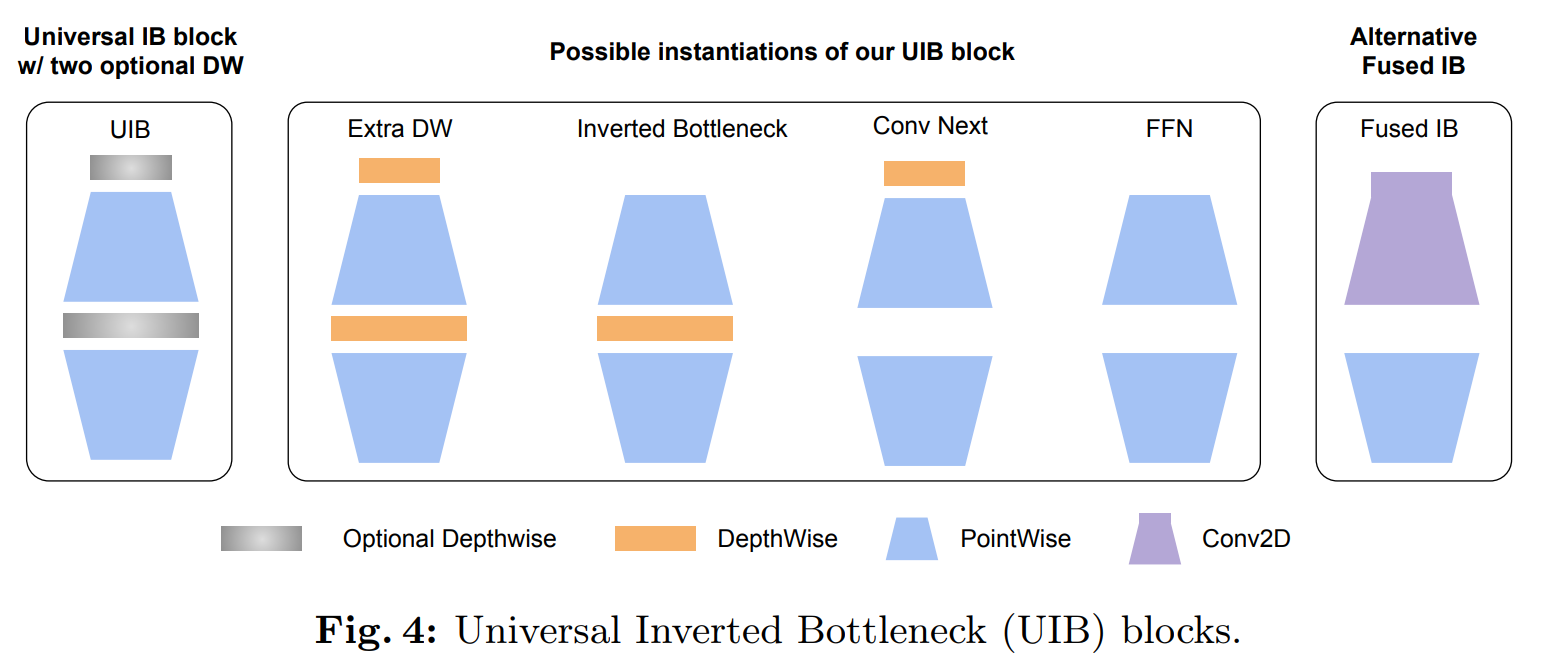 Universal IB block
w/ two optional DW
Possible instantiations of our UIB block
Alternative
Fused IB
UIB
Extra DW
Inverted Bottleneck
Conv Next
FFN
Fused IB
Optional Depthwise
DepthWise
PointWise
Conv2D
Fig. 4: Universal Inverted Bottleneck (UIB) blocks.